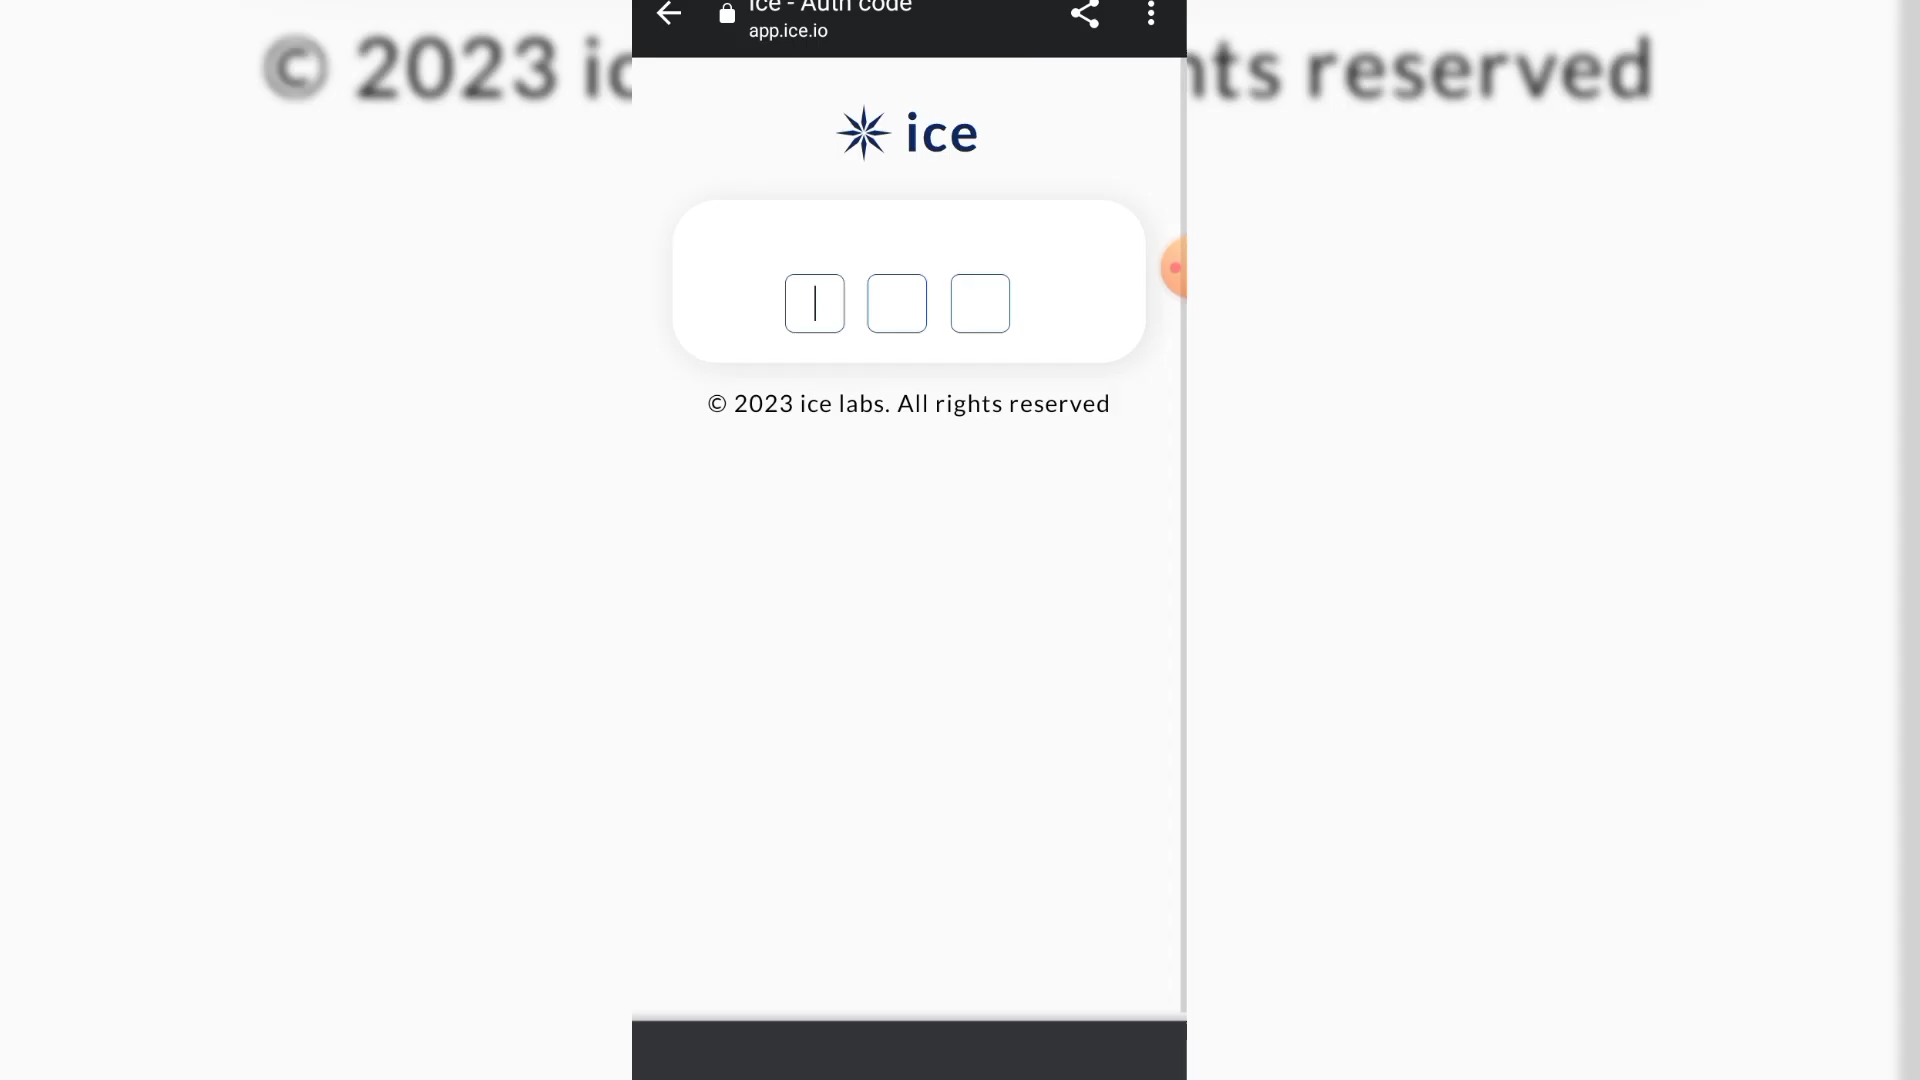 ice - Auth code
app.ice.io
© 2023 ic
nts reserved
ice
© 2023 ice labs. All rights reserved